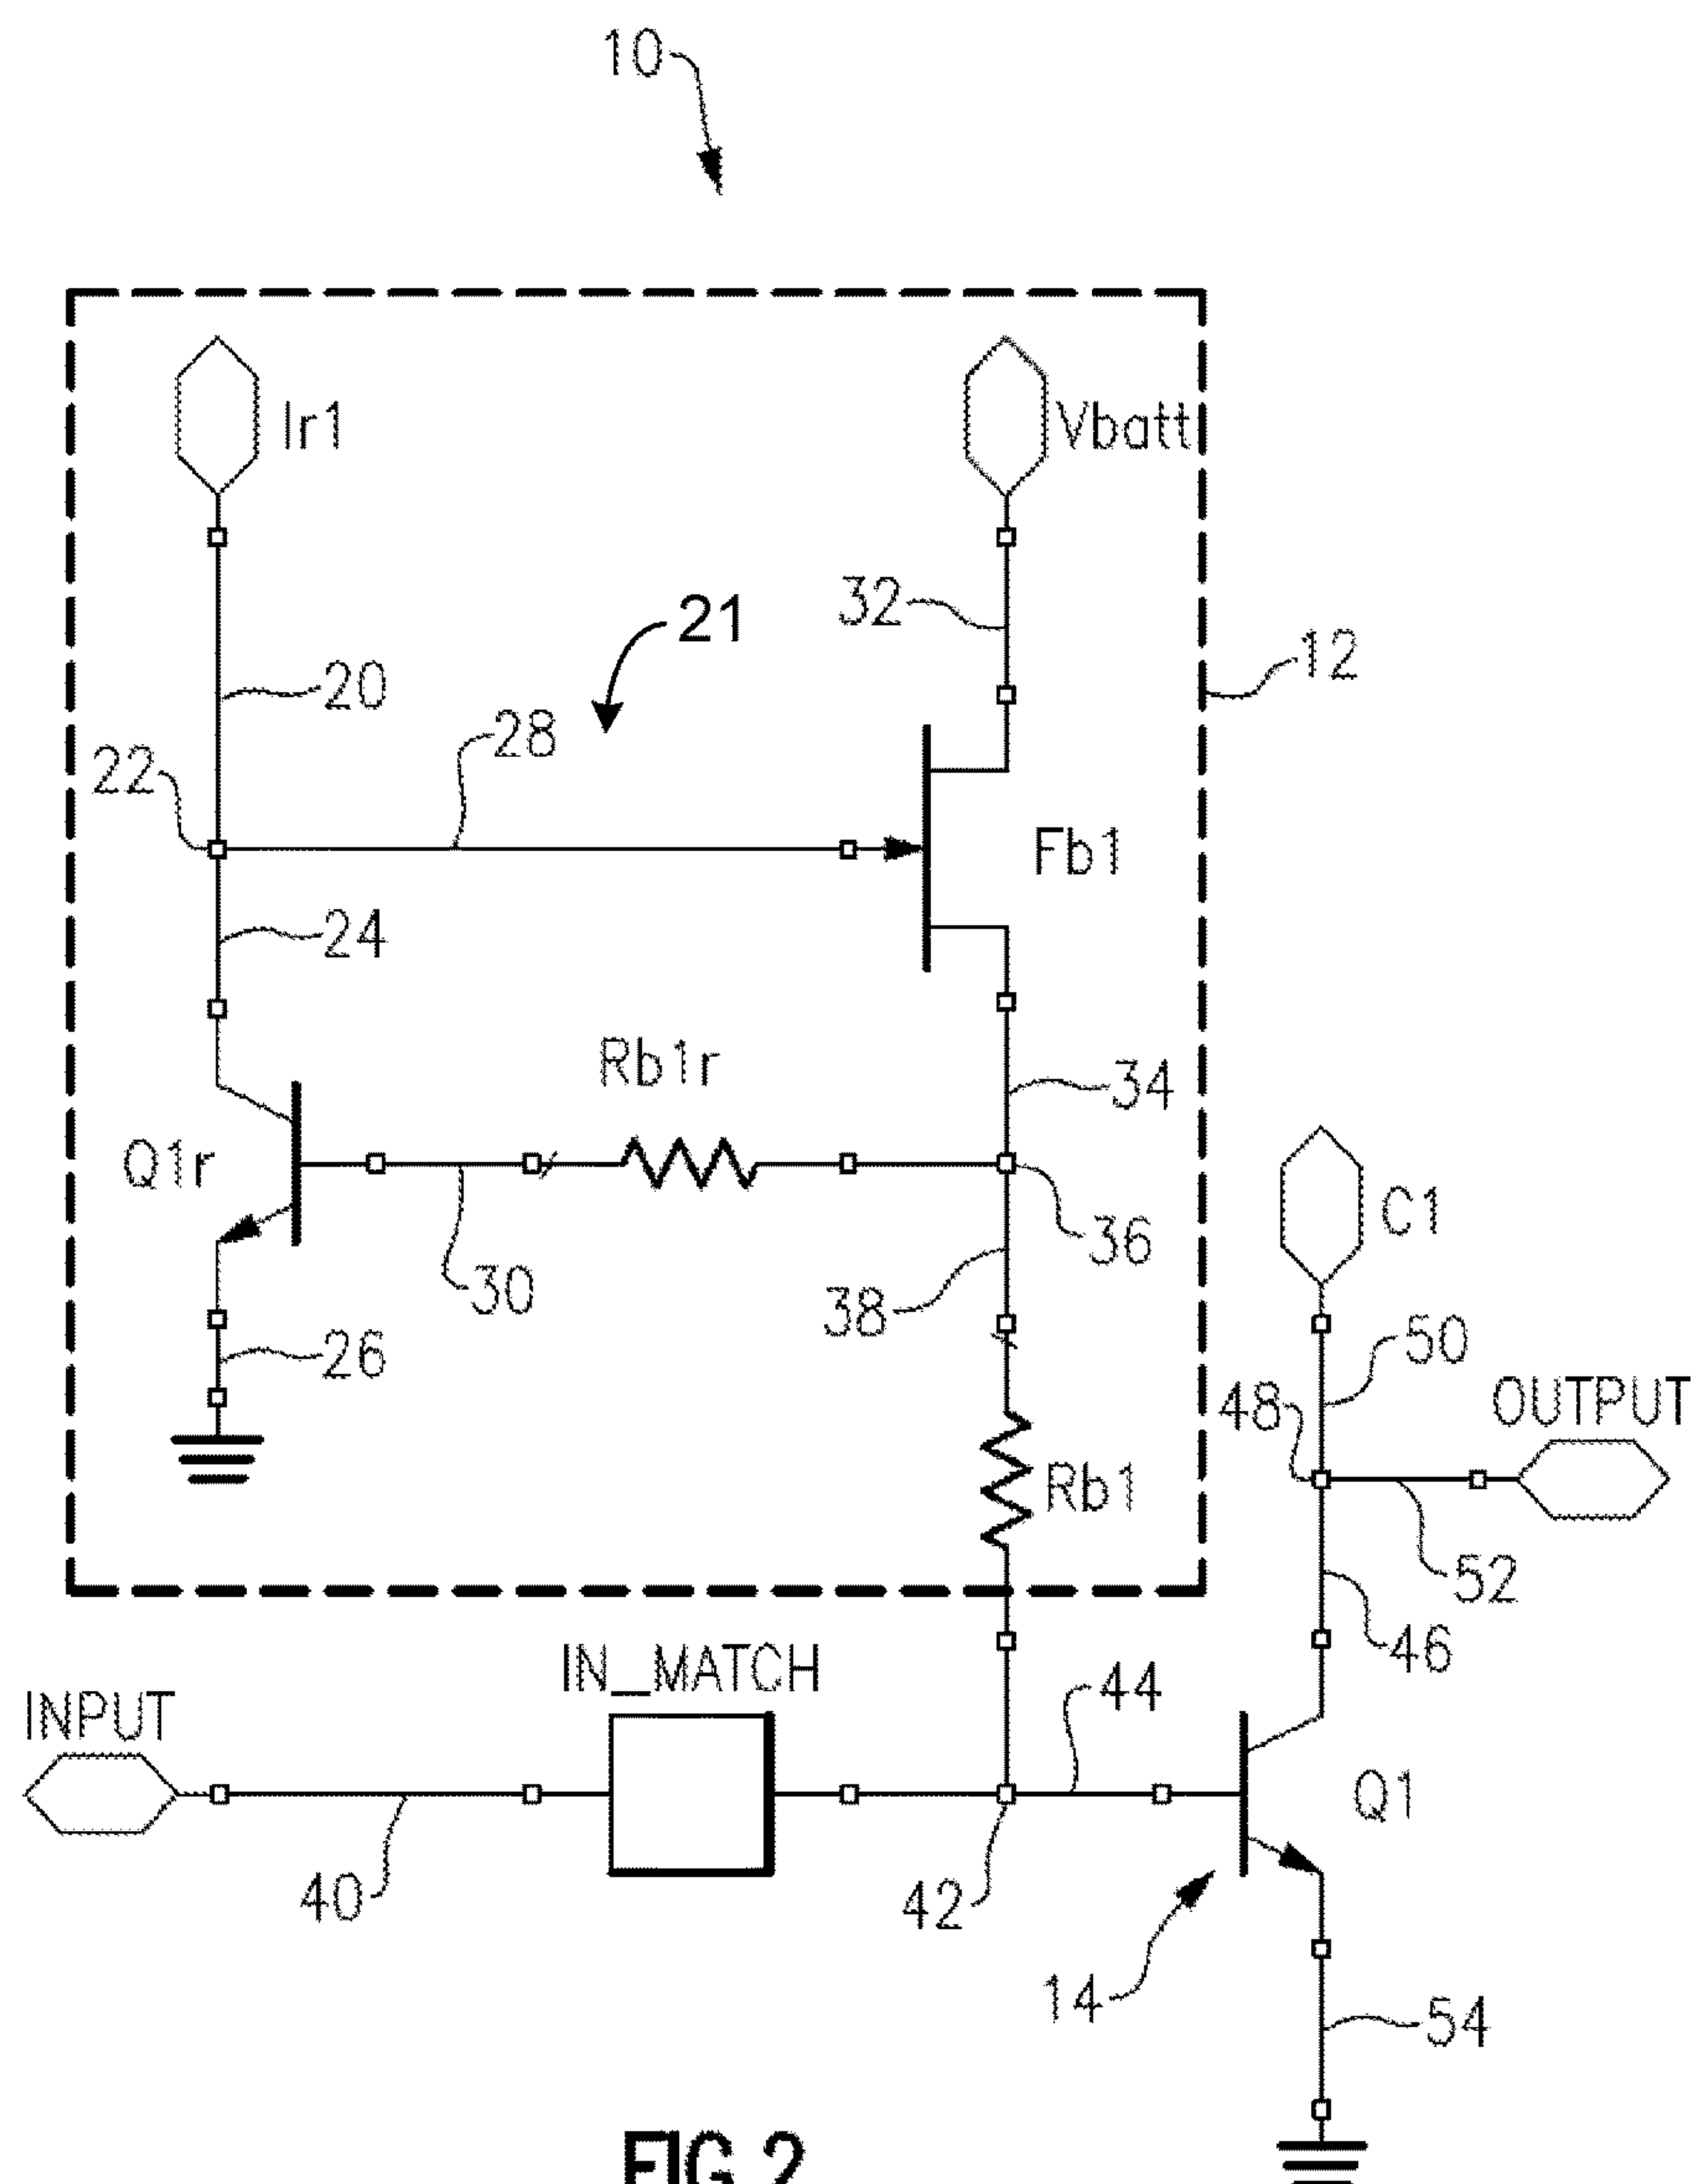 10
Ir1
Vbatt
32
21
12
20
28
22
Fb1
24
Rb1r
34
Q1r
C1
36
30
38
50
26
48
OUTPUT
Rb1
52
IN_MATCH
46
44
INPUT
Q1
40
42
14
54
FIG.2